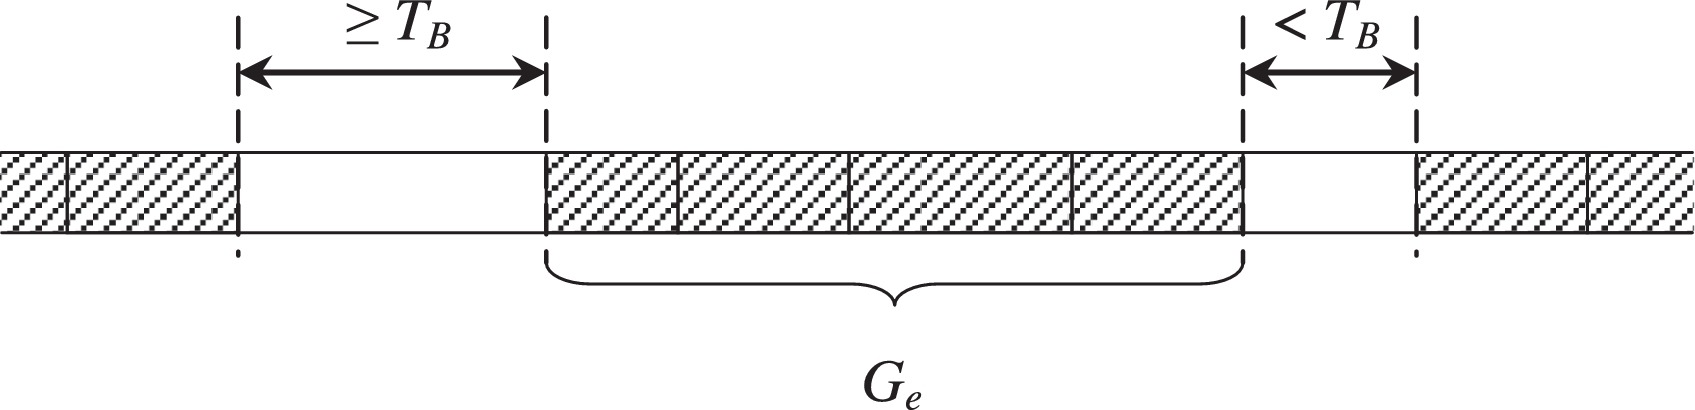 ≥ T_B
< T_B
G_e